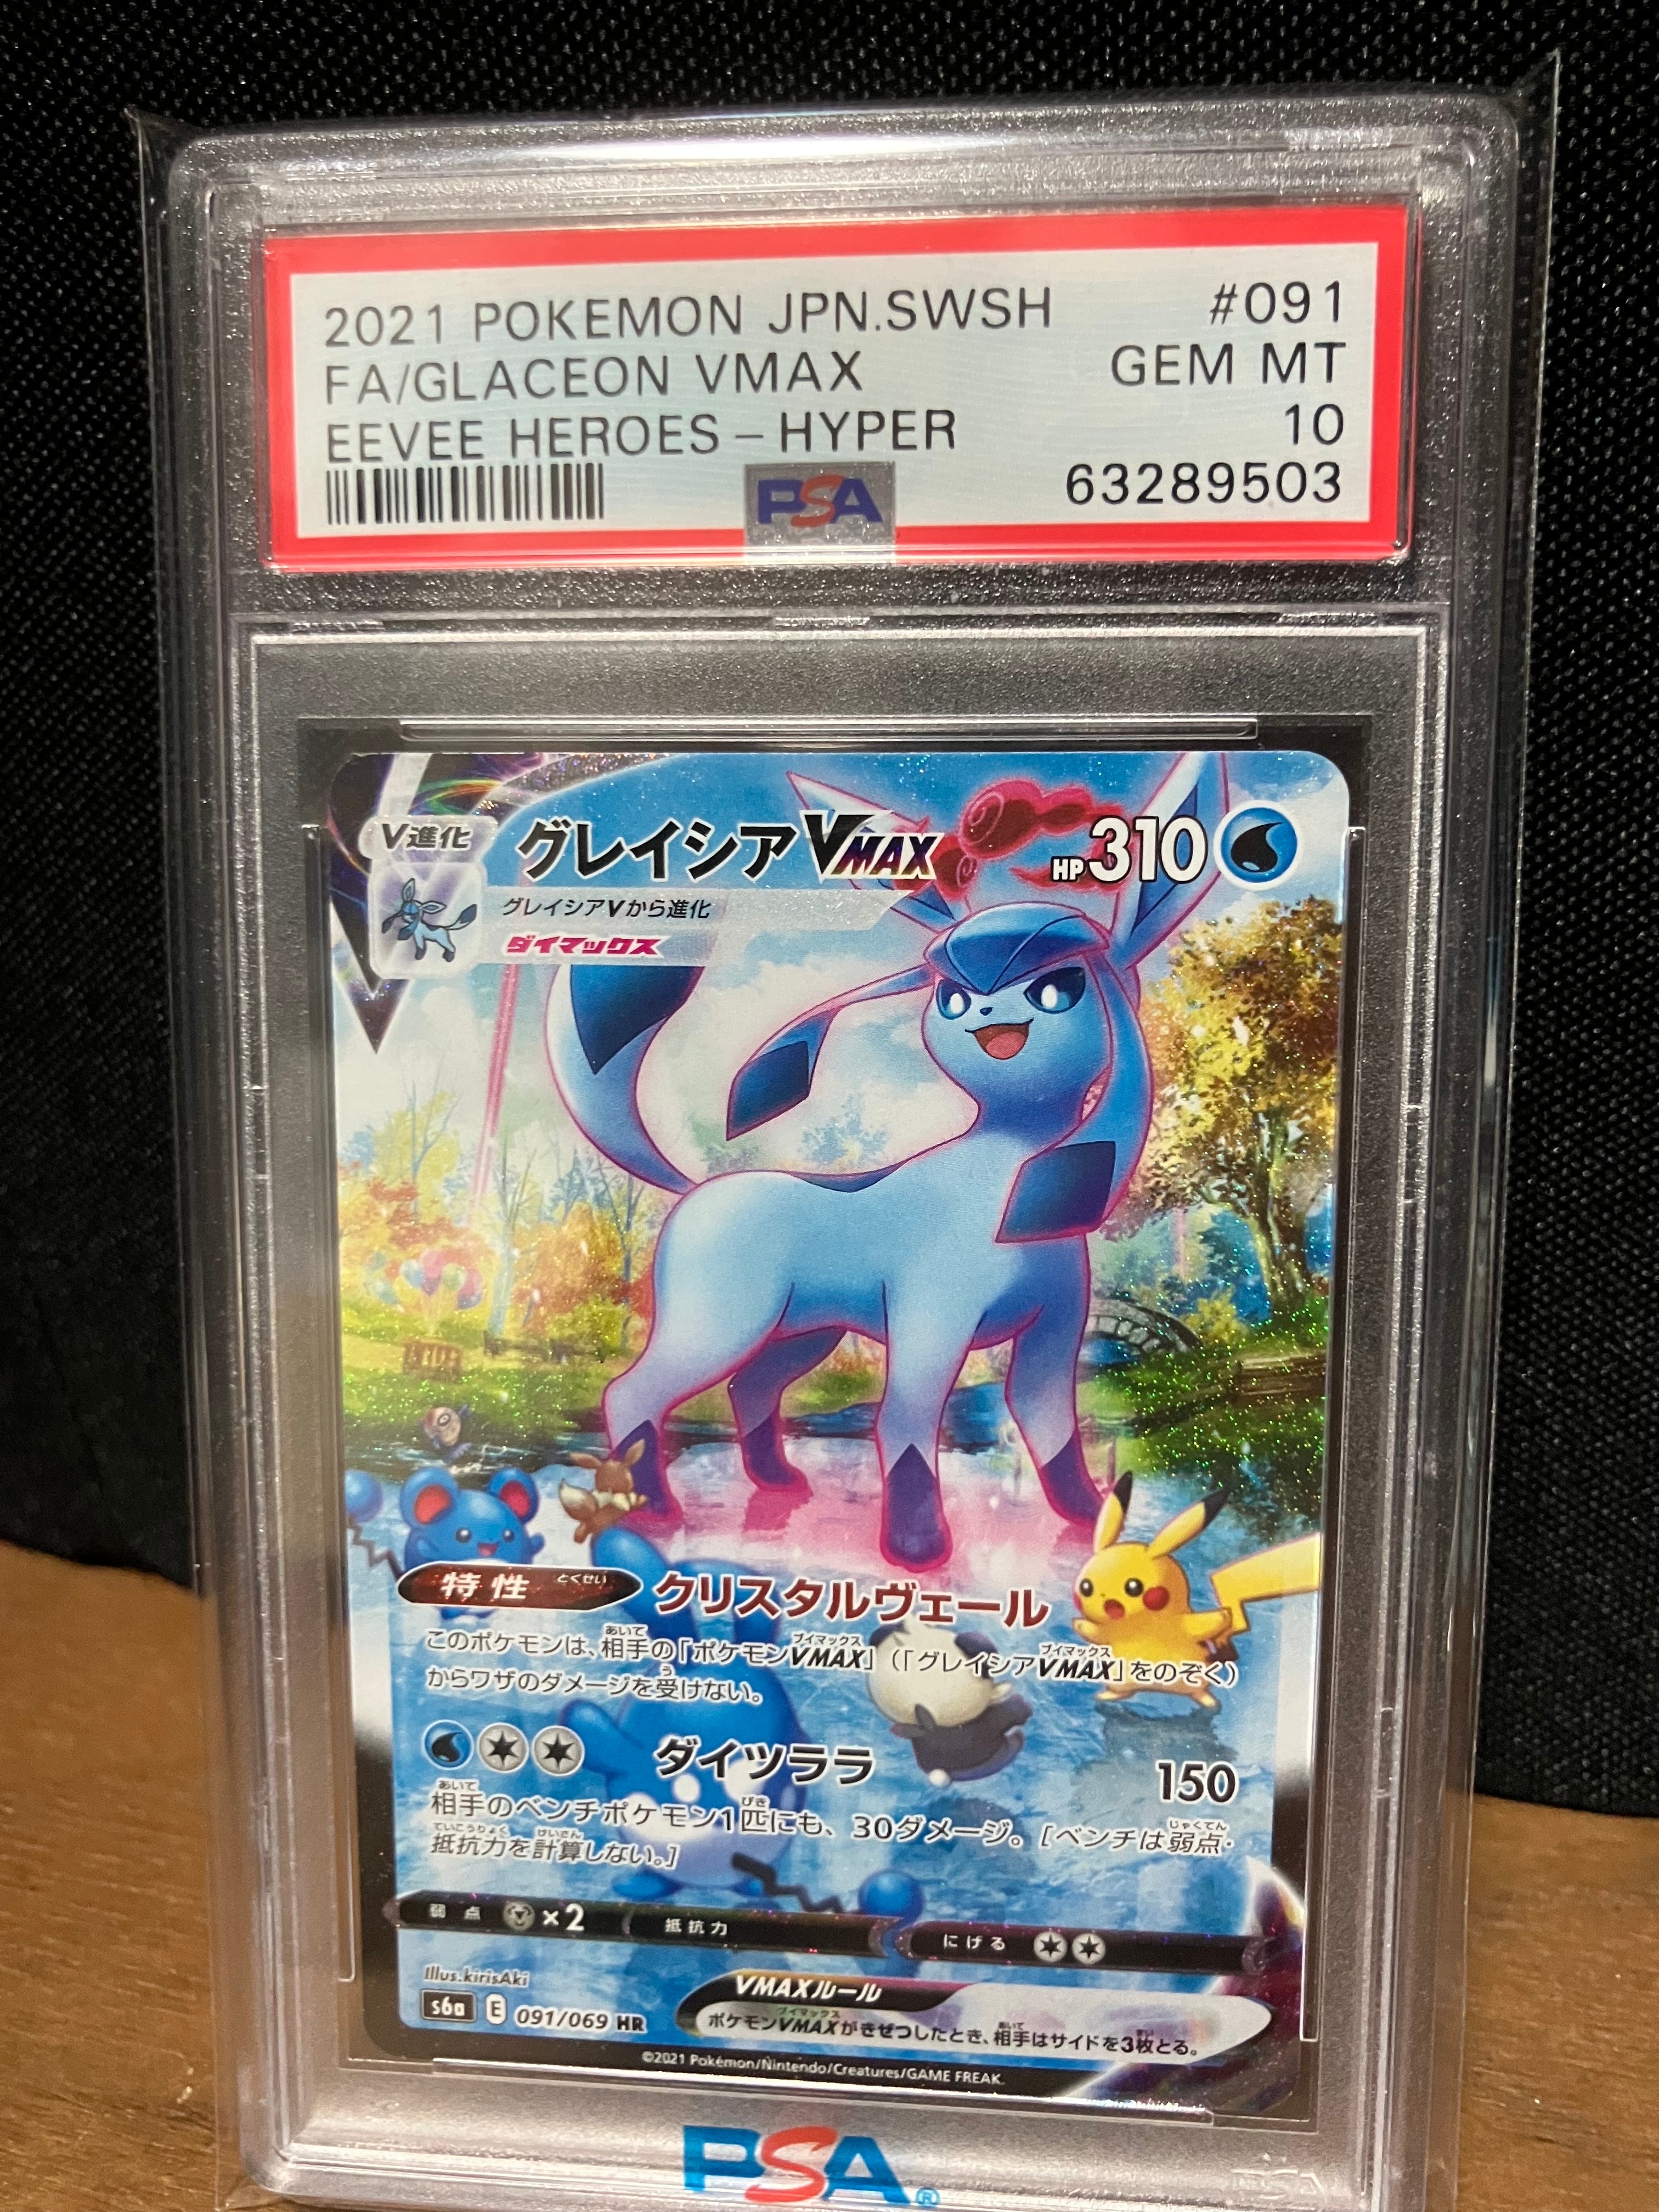 2021 POKEMON JPN.SWSH #091
FA/GLACEON VMAX GEM MT
EEVEE HEROES - HYPER 10
PSA 63289503
V進化 グレイシアVMAX HP310
グレイシアVから進化
ダイマックス
特性 とくせい クリスタルヴェール
このポケモンは、相手の「ポケモンVMAX」(「グレイシアVMAX」をのぞく)
からワザのダメージを受けない。
ダイツララ 150
相手のベンチポケモン1匹にも、30ダメージ。[ベンチは弱点・
抵抗力を計算しない。]
弱点 ×2 抵抗力 にげる
Illus.kirisAki
VMAXルール
s6a E 091/069 HR
ポケモンVMAXがきぜつしたとき、相手はサイドを3枚とる。
©2021 Pokémon/Nintendo/Creatures/GAME FREAK.
PSA®